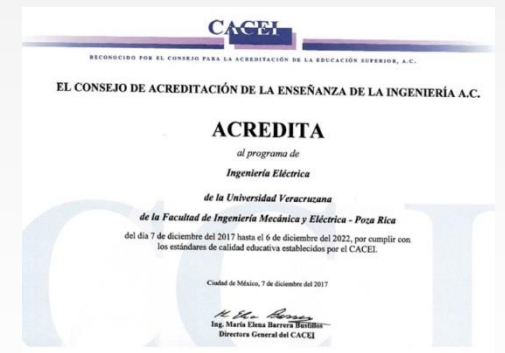 CACEI
RECONOCIDO POR EL CONSEJO PARA LA ACREDITACIÓN DE LA EDUCACIÓN SUPERIOR, A.C.
EL CONSEJO DE ACREDITACIÓN DE LA ENSEÑANZA DE LA INGENIERÍA A.C.
ACREDITA
al programa de
Ingeniería Eléctrica
de la Universidad Veracruzana
de la Facultad de Ingeniería Mecánica y Eléctrica - Poza Rica
del día 7 de diciembre del 2017 hasta el 6 de diciembre del 2022, por cumplir con
los estándares de calidad educativa establecidos por el CACEI.
Ciudad de México, 7 de diciembre del 2017
Ing. María Elena Barrera Bustillos
Directora General del CACEI